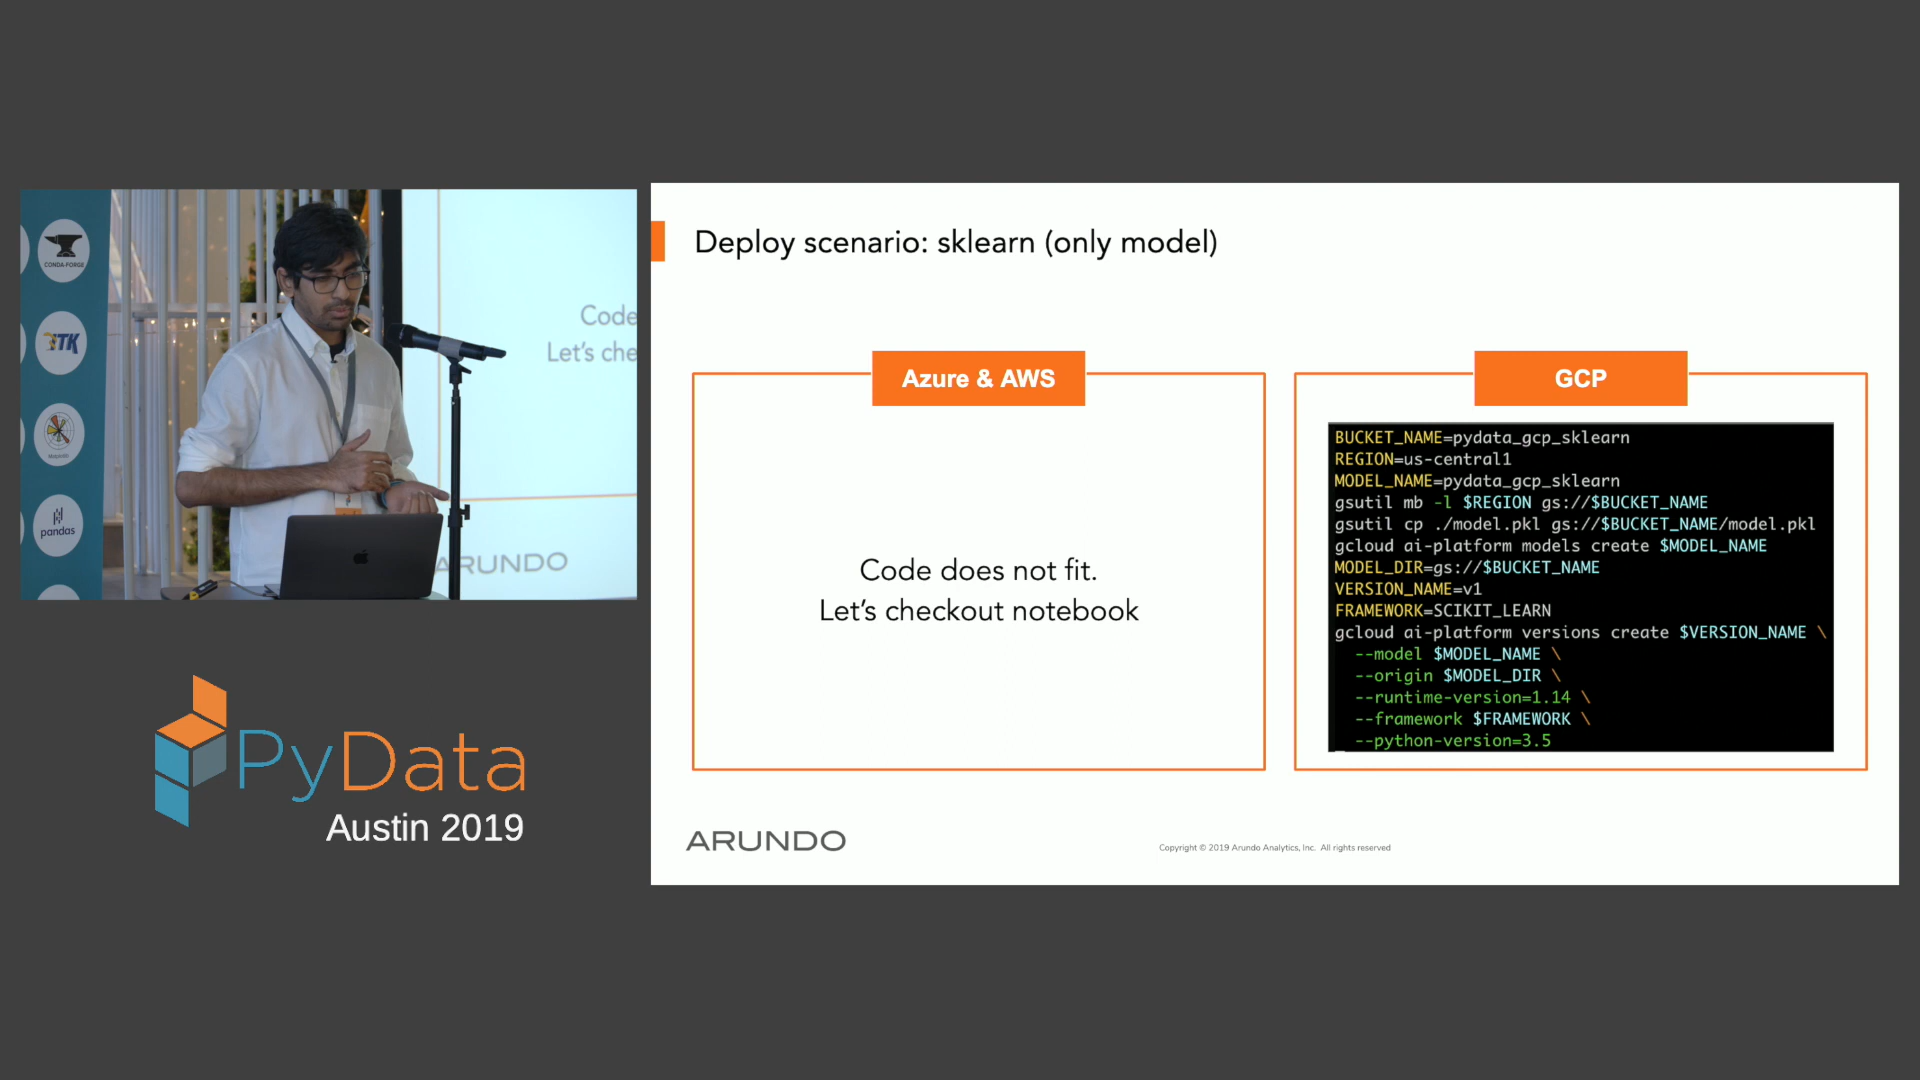 CONDA-FORGE
ITK
Matplotlib
pandas
Code
Let's che
ARUNDO
PyData
Austin 2019
Deploy scenario: sklearn (only model)
Azure & AWS
Code does not fit.
Let's checkout notebook
GCP
BUCKET_NAME=pydata_gcp_sklearn
REGION=us-central1
MODEL_NAME=pydata_gcp_sklearn
gsutil mb -l $REGION gs://$BUCKET_NAME
gsutil cp ./model.pkl gs://$BUCKET_NAME/model.pkl
gcloud ai-platform models create $MODEL_NAME
MODEL_DIR=gs://$BUCKET_NAME
VERSION_NAME=v1
FRAMEWORK=SCIKIT_LEARN
gcloud ai-platform versions create $VERSION_NAME \
--model $MODEL_NAME \
--origin $MODEL_DIR \
--runtime-version=1.14 \
--framework $FRAMEWORK \
--python-version=3.5
ARUNDO
Copyright © 2019 Arundo Analytics, Inc. All rights reserved